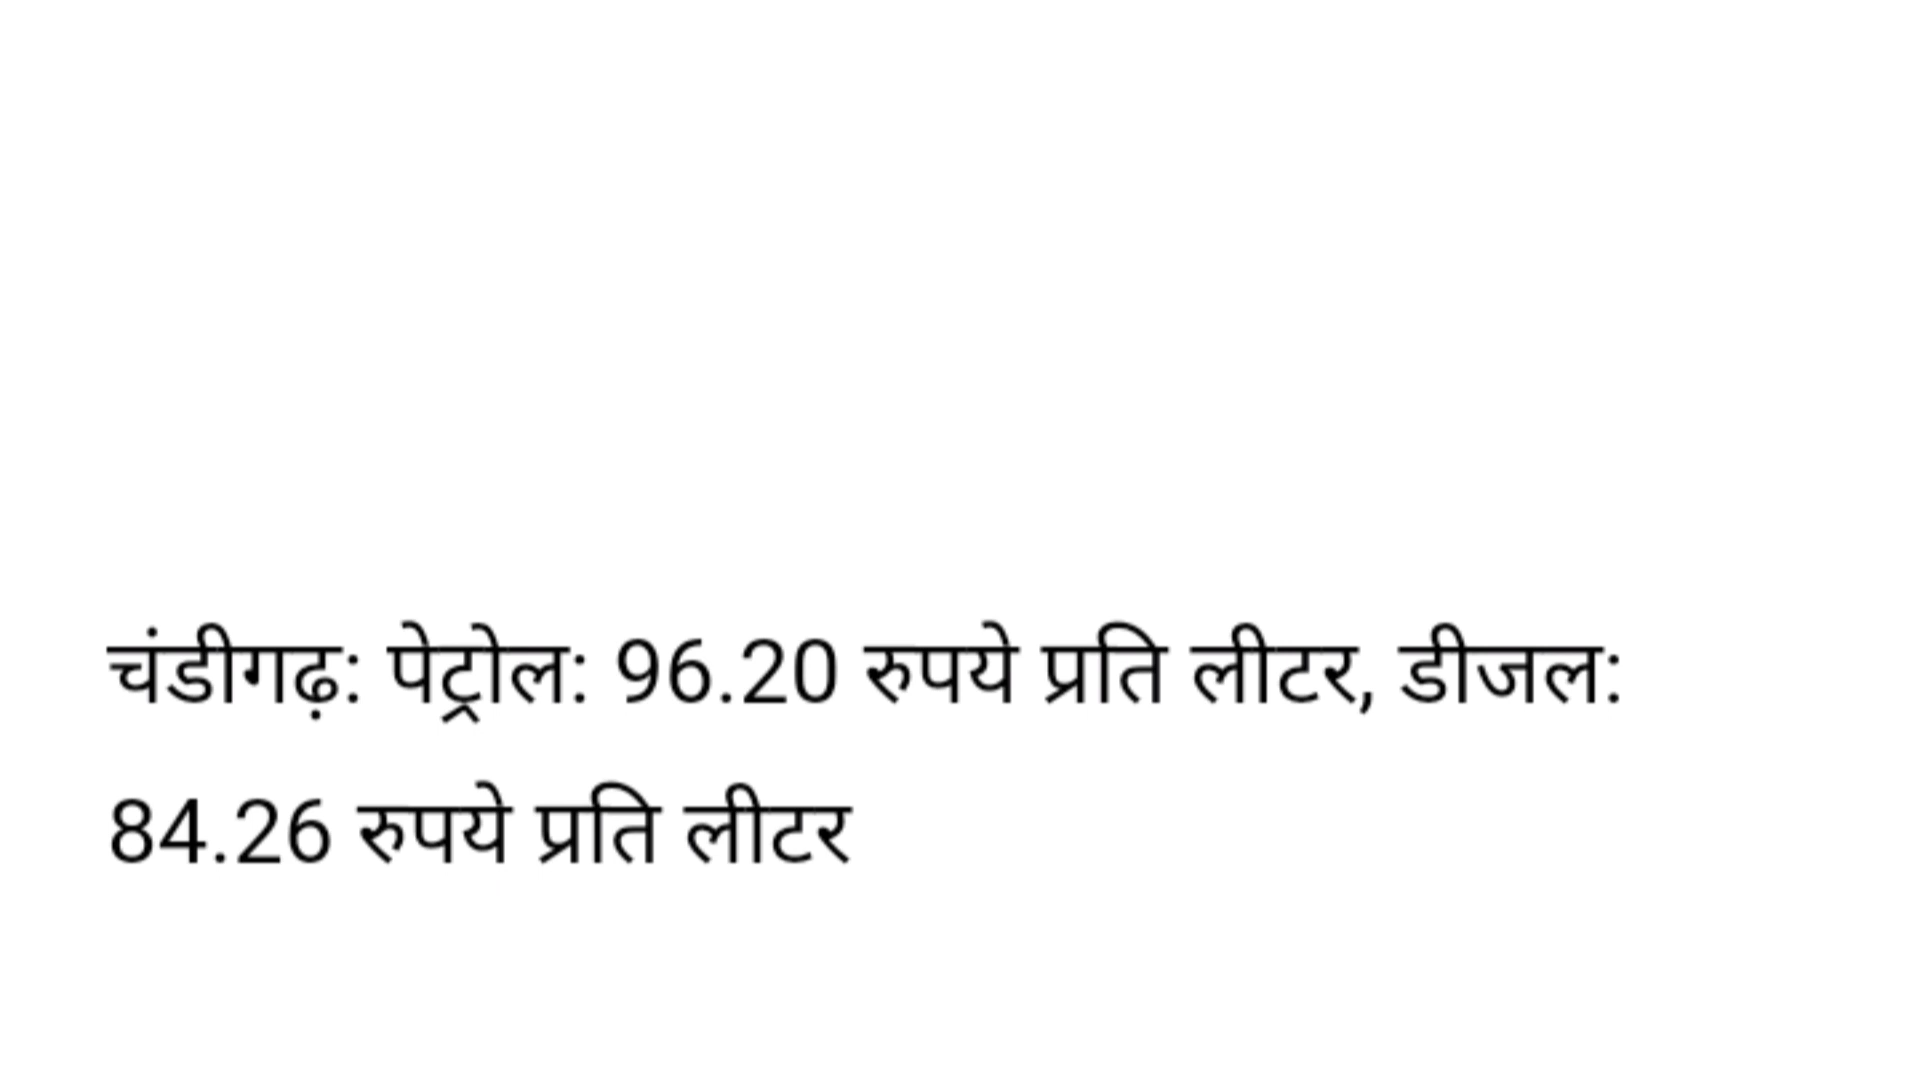 चंडीगढ़: पेट्रोल: 96.20 रुपये प्रति लीटर, डीजल:
84.26 रुपये प्रति लीटर